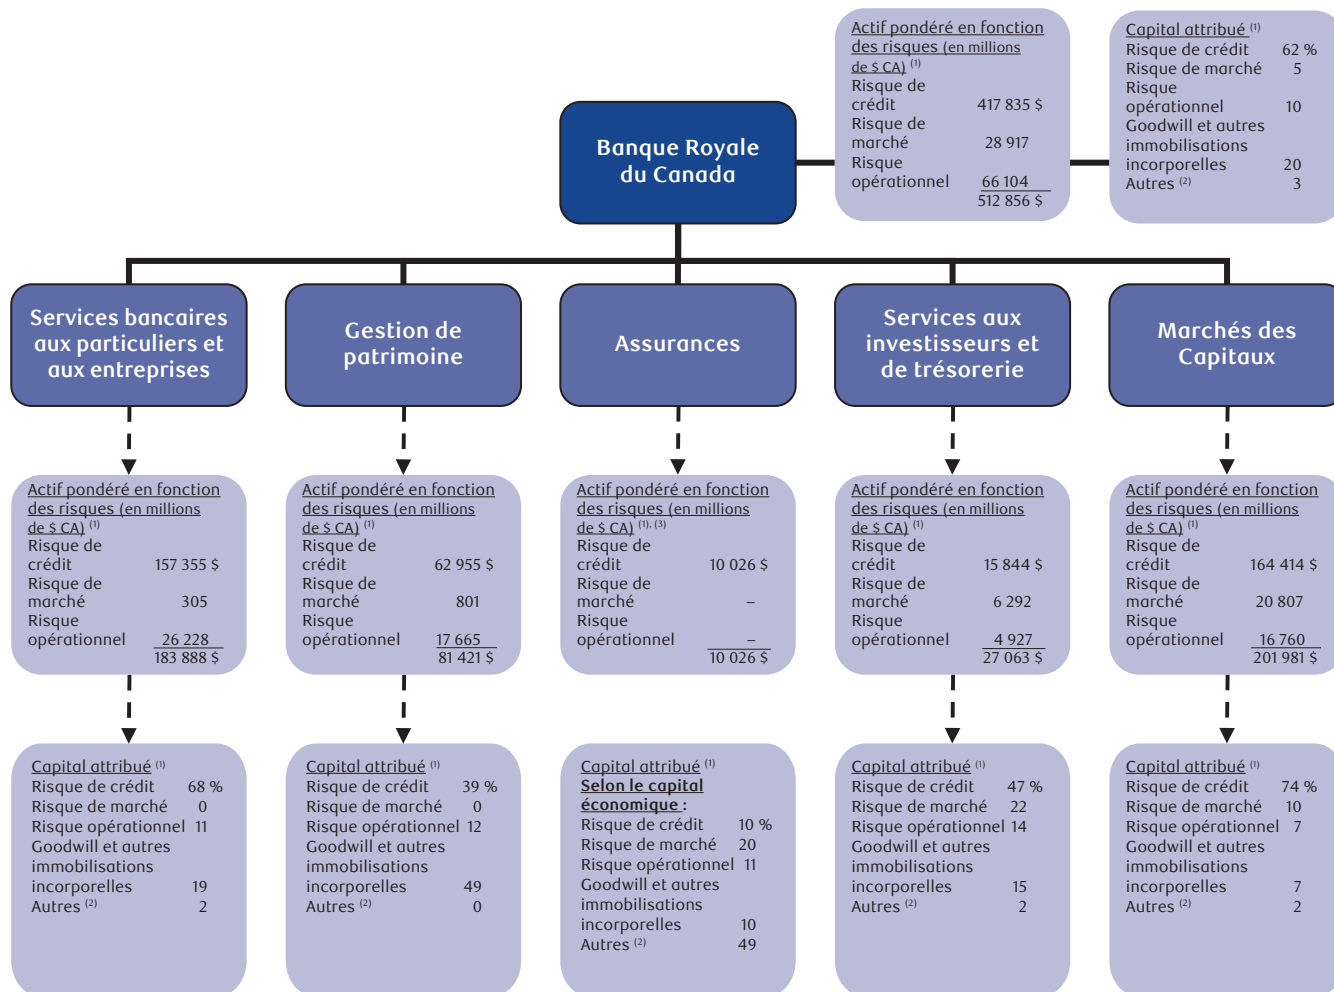 Banque Royale
du Canada
Actif pondéré en fonction
des risques (en millions
de $ CA) (1)
Risque de
crédit 417 835 $
Risque de
marché 28 917
Risque
opérationnel 66 104
512 856 $
Capital attribué (1)
Risque de crédit 62 %
Risque de marché 5
Risque
opérationnel 10
Goodwill et autres
immobilisations
incorporelles 20
Autres (2) 3
Services bancaires
aux particuliers et
aux entreprises
Gestion de
patrimoine
Assurances
Services aux
investisseurs et
de trésorerie
Marchés des
Capitaux
Actif pondéré en fonction
des risques (en millions
de $ CA) (1)
Risque de
crédit 157 355 $
Risque de
marché 305
Risque
opérationnel 26 228
183 888 $
Actif pondéré en fonction
des risques (en millions
de $ CA) (1)
Risque de
crédit 62 955 $
Risque de
marché 801
Risque
opérationnel 17 665
81 421 $
Actif pondéré en fonction
des risques (en millions
de $ CA) (1), (3)
Risque de
crédit 10 026 $
Risque de
marché –
Risque
opérationnel –
10 026 $
Actif pondéré en fonction
des risques (en millions
de $ CA) (1)
Risque de
crédit 15 844 $
Risque de
marché 6 292
Risque
opérationnel 4 927
27 063 $
Actif pondéré en fonction
des risques (en millions
de $ CA) (1)
Risque de
crédit 164 414 $
Risque de
marché 20 807
Risque
opérationnel 16 760
201 981 $
Capital attribué (1)
Risque de crédit 68 %
Risque de marché 0
Risque opérationnel 11
Goodwill et autres
immobilisations
incorporelles 19
Autres (2) 2
Capital attribué (1)
Risque de crédit 39 %
Risque de marché 0
Risque opérationnel 12
Goodwill et autres
immobilisations
incorporelles 49
Autres (2) 0
Capital attribué (1)
Selon le capital
économique :
Risque de crédit 10 %
Risque de marché 20
Risque opérationnel 11
Goodwill et autres
immobilisations
incorporelles 10
Autres (2) 49
Capital attribué (1)
Risque de crédit 47 %
Risque de marché 22
Risque opérationnel 14
Goodwill et autres
immobilisations
incorporelles 15
Autres (2) 2
Capital attribué (1)
Risque de crédit 74 %
Risque de marché 10
Risque opérationnel 7
Goodwill et autres
immobilisations
incorporelles 7
Autres (2) 2